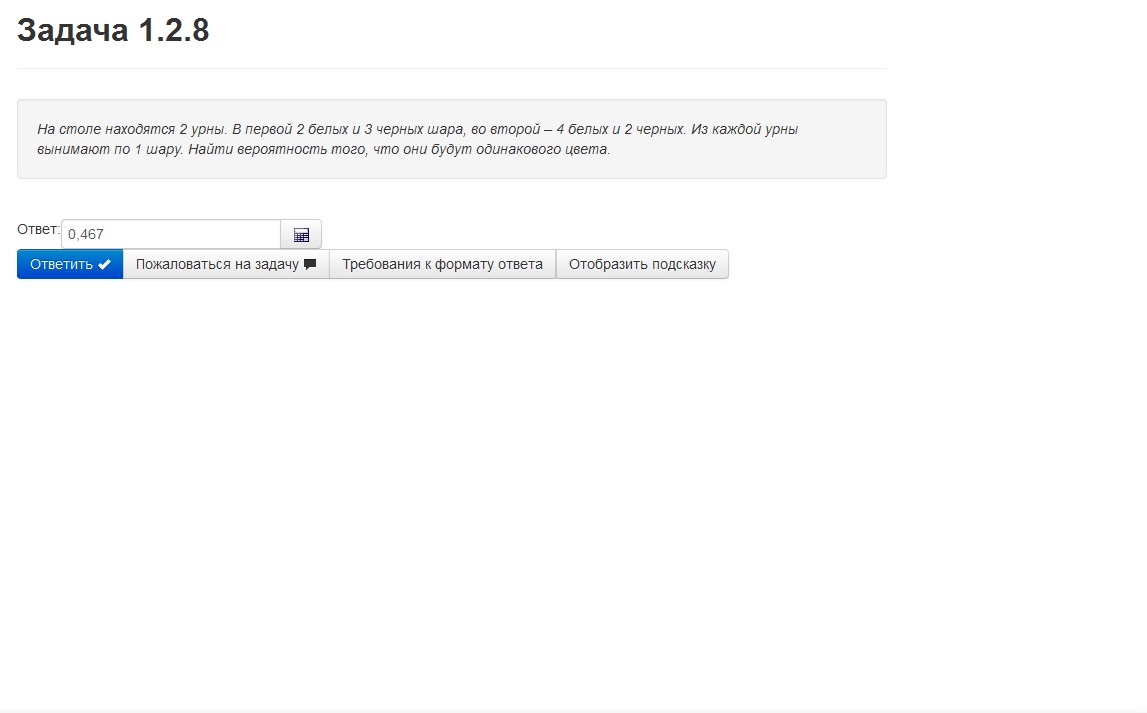 Задача 1.2.8
На столе находятся 2 урны. В первой 2 белых и 3 черных шара, во второй – 4 белых и 2 черных. Из каждой урны
вынимают по 1 шару. Найти вероятность того, что они будут одинакового цвета.
Ответ: 0,467
Ответить Пожаловаться на задачу Требования к формату ответа Отобразить подсказку